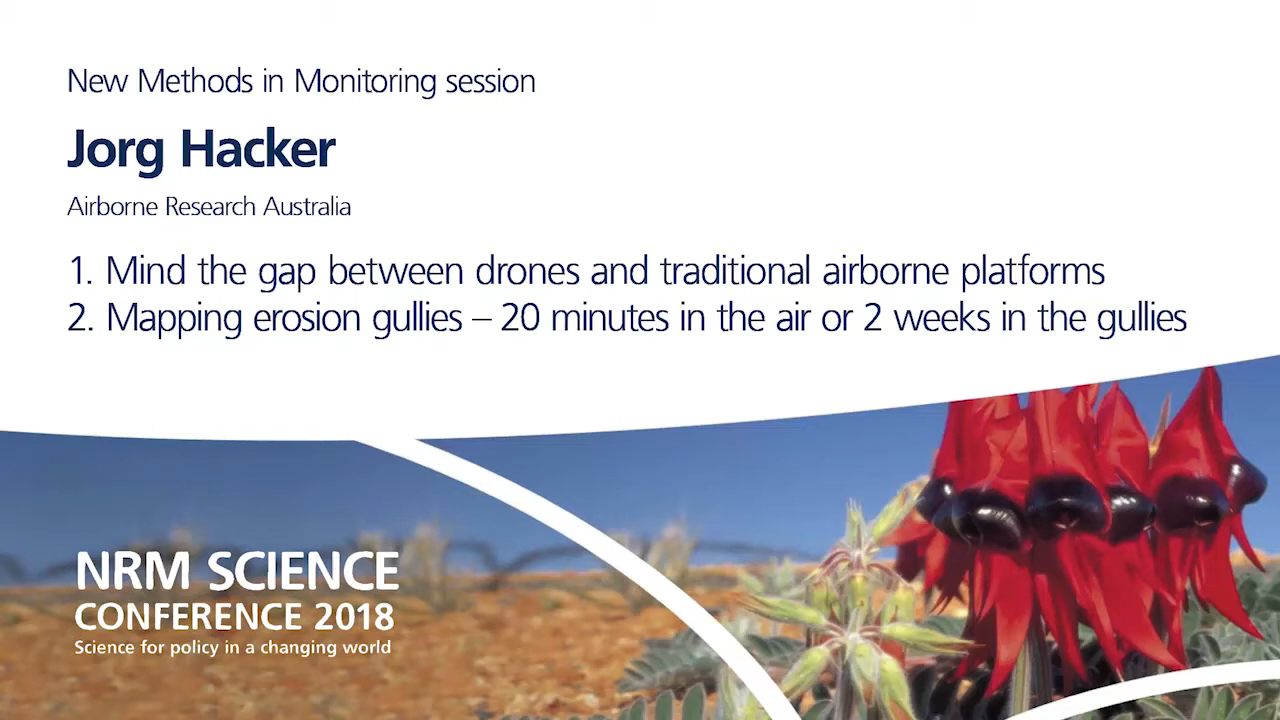 New Methods in Monitoring session
Jorg Hacker
Airborne Research Australia
1. Mind the gap between drones and traditional airborne platforms
2. Mapping erosion gullies – 20 minutes in the air or 2 weeks in the gullies
NRM SCIENCE
CONFERENCE 2018
Science for policy in a changing world